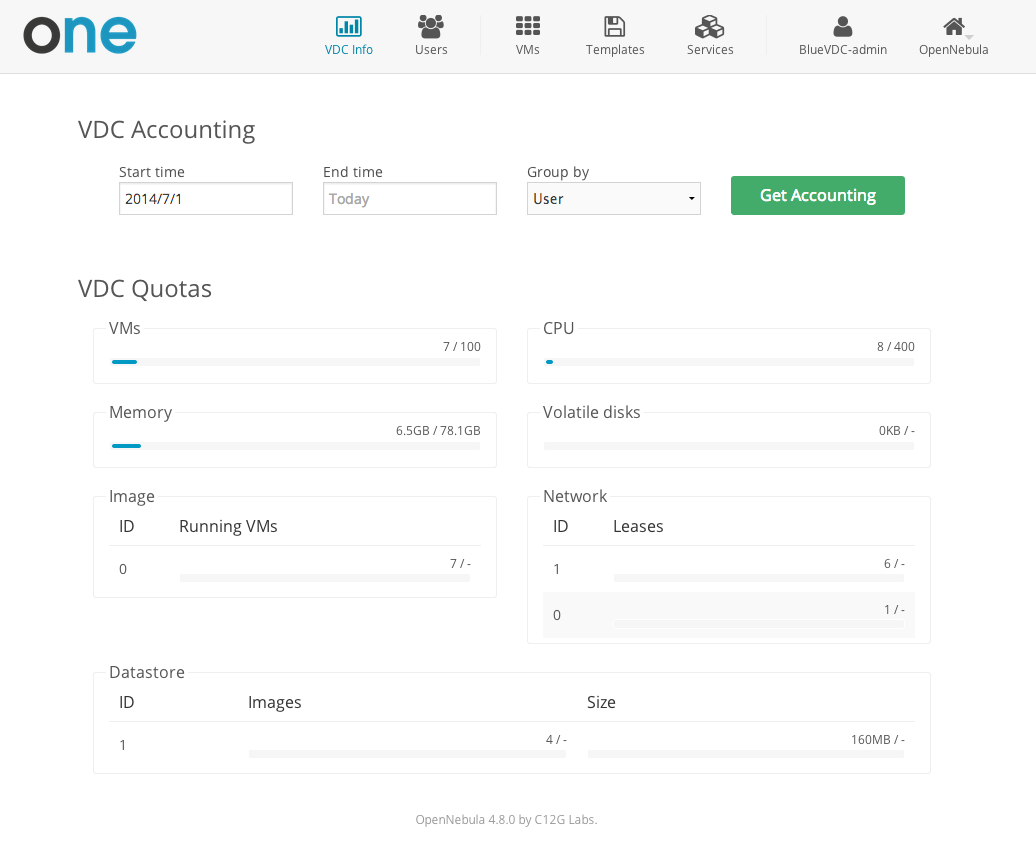 one
VDC Info Users VMs Templates Services BlueVDC-admin OpenNebula
VDC Accounting
Start time End time Group by
2014/7/1 Today User Get Accounting
VDC Quotas
VMs CPU
7 / 100 8 / 400
Memory Volatile disks
6.5GB / 78.1GB 0KB / -
Image Network
ID Running VMs ID Leases
0 7 / - 1 6 / -
0 1 / -
Datastore
ID Images Size
1 4 / - 160MB / -
OpenNebula 4.8.0 by C12G Labs.